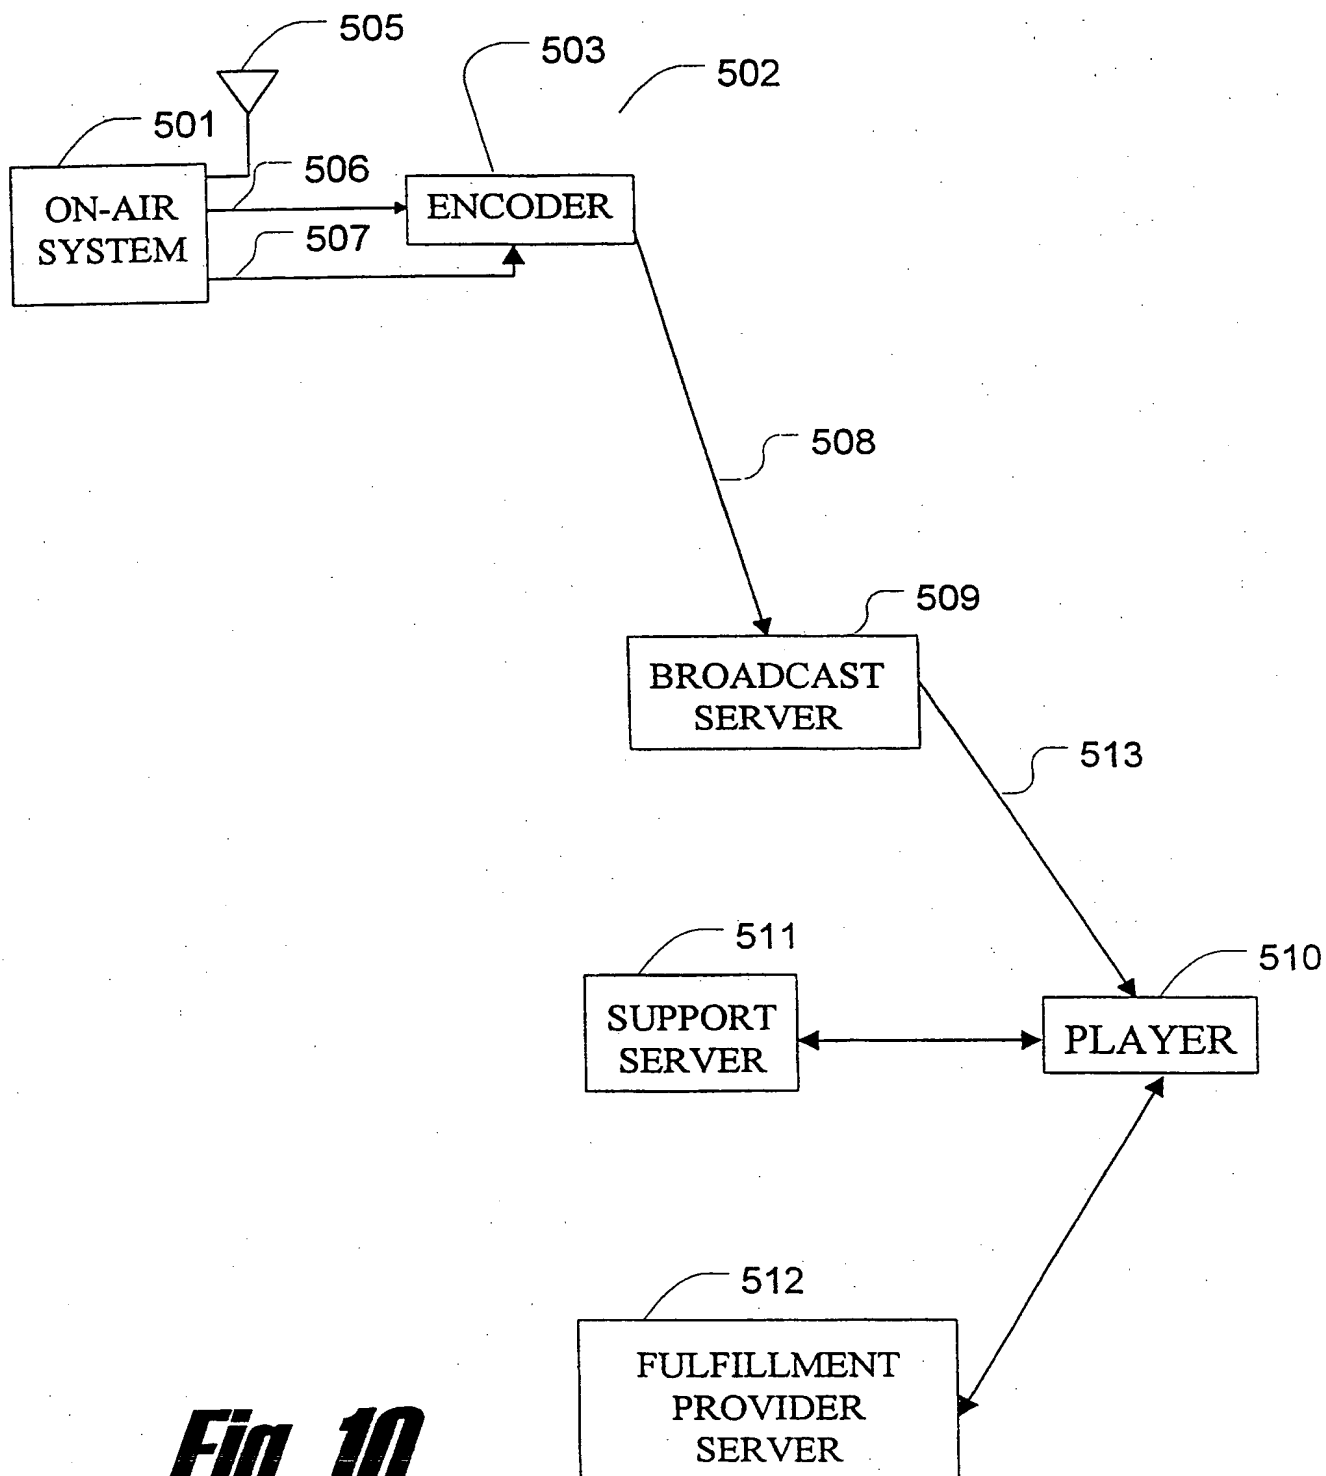 505
503
502
501
506
507
ON-AIR
SYSTEM
ENCODER
508
509
BROADCAST
SERVER
513
511
510
SUPPORT
SERVER
PLAYER
512
FULFILLMENT
PROVIDER
SERVER
Fig. 10